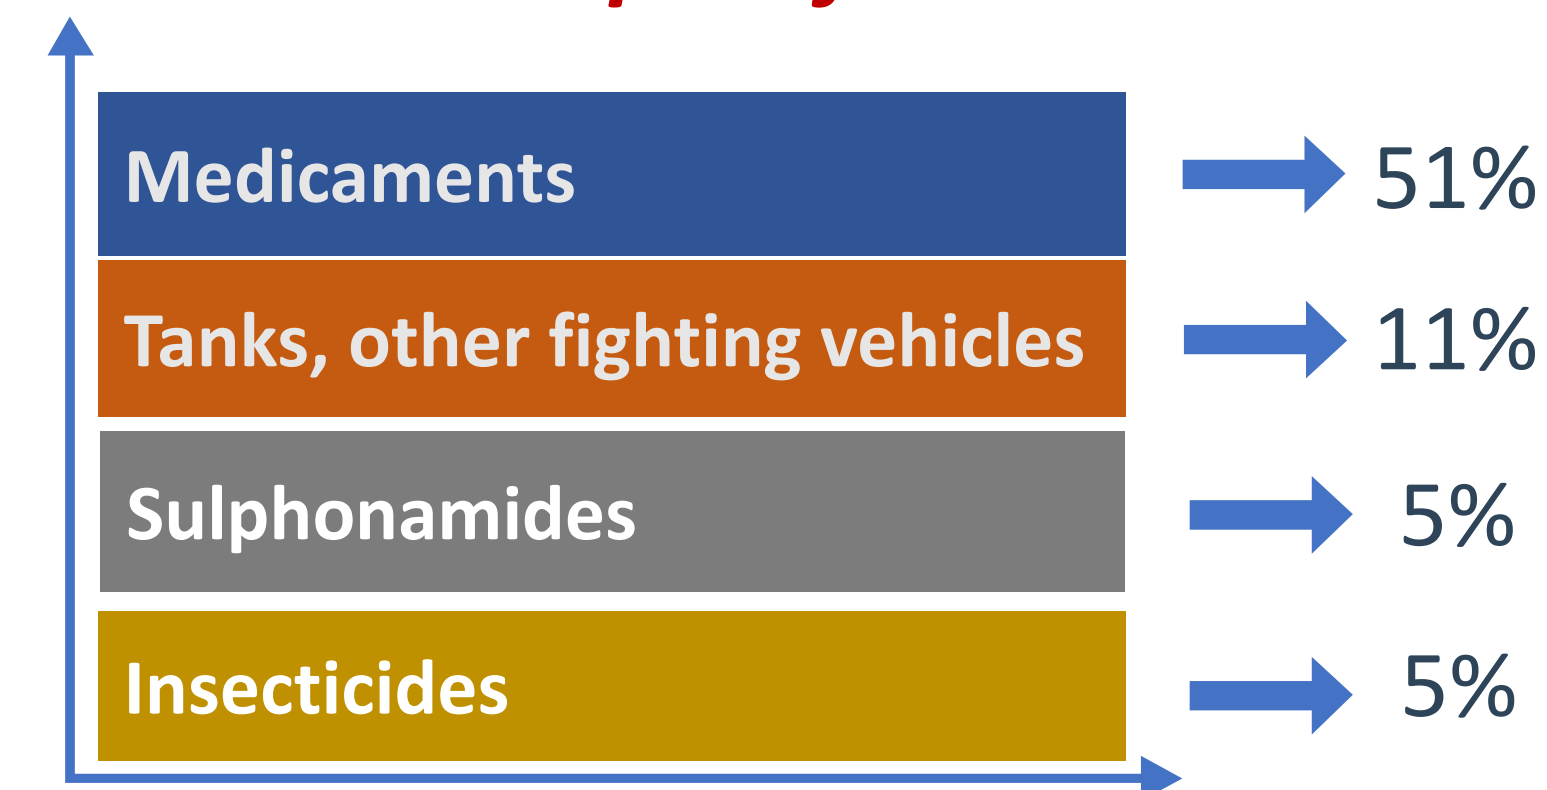 Medicaments
51%
Tanks, other fighting vehicles
11%
Sulphonamides
5%
Insecticides
5%